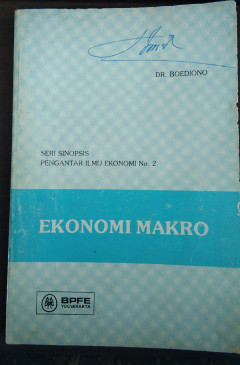 DR. BOEDIONO
SERI SINOPSIS
PENGANTAR ILMU EKONOMI No. 2
EKONOMI MAKRO
BPFE
YOGYAKARTA